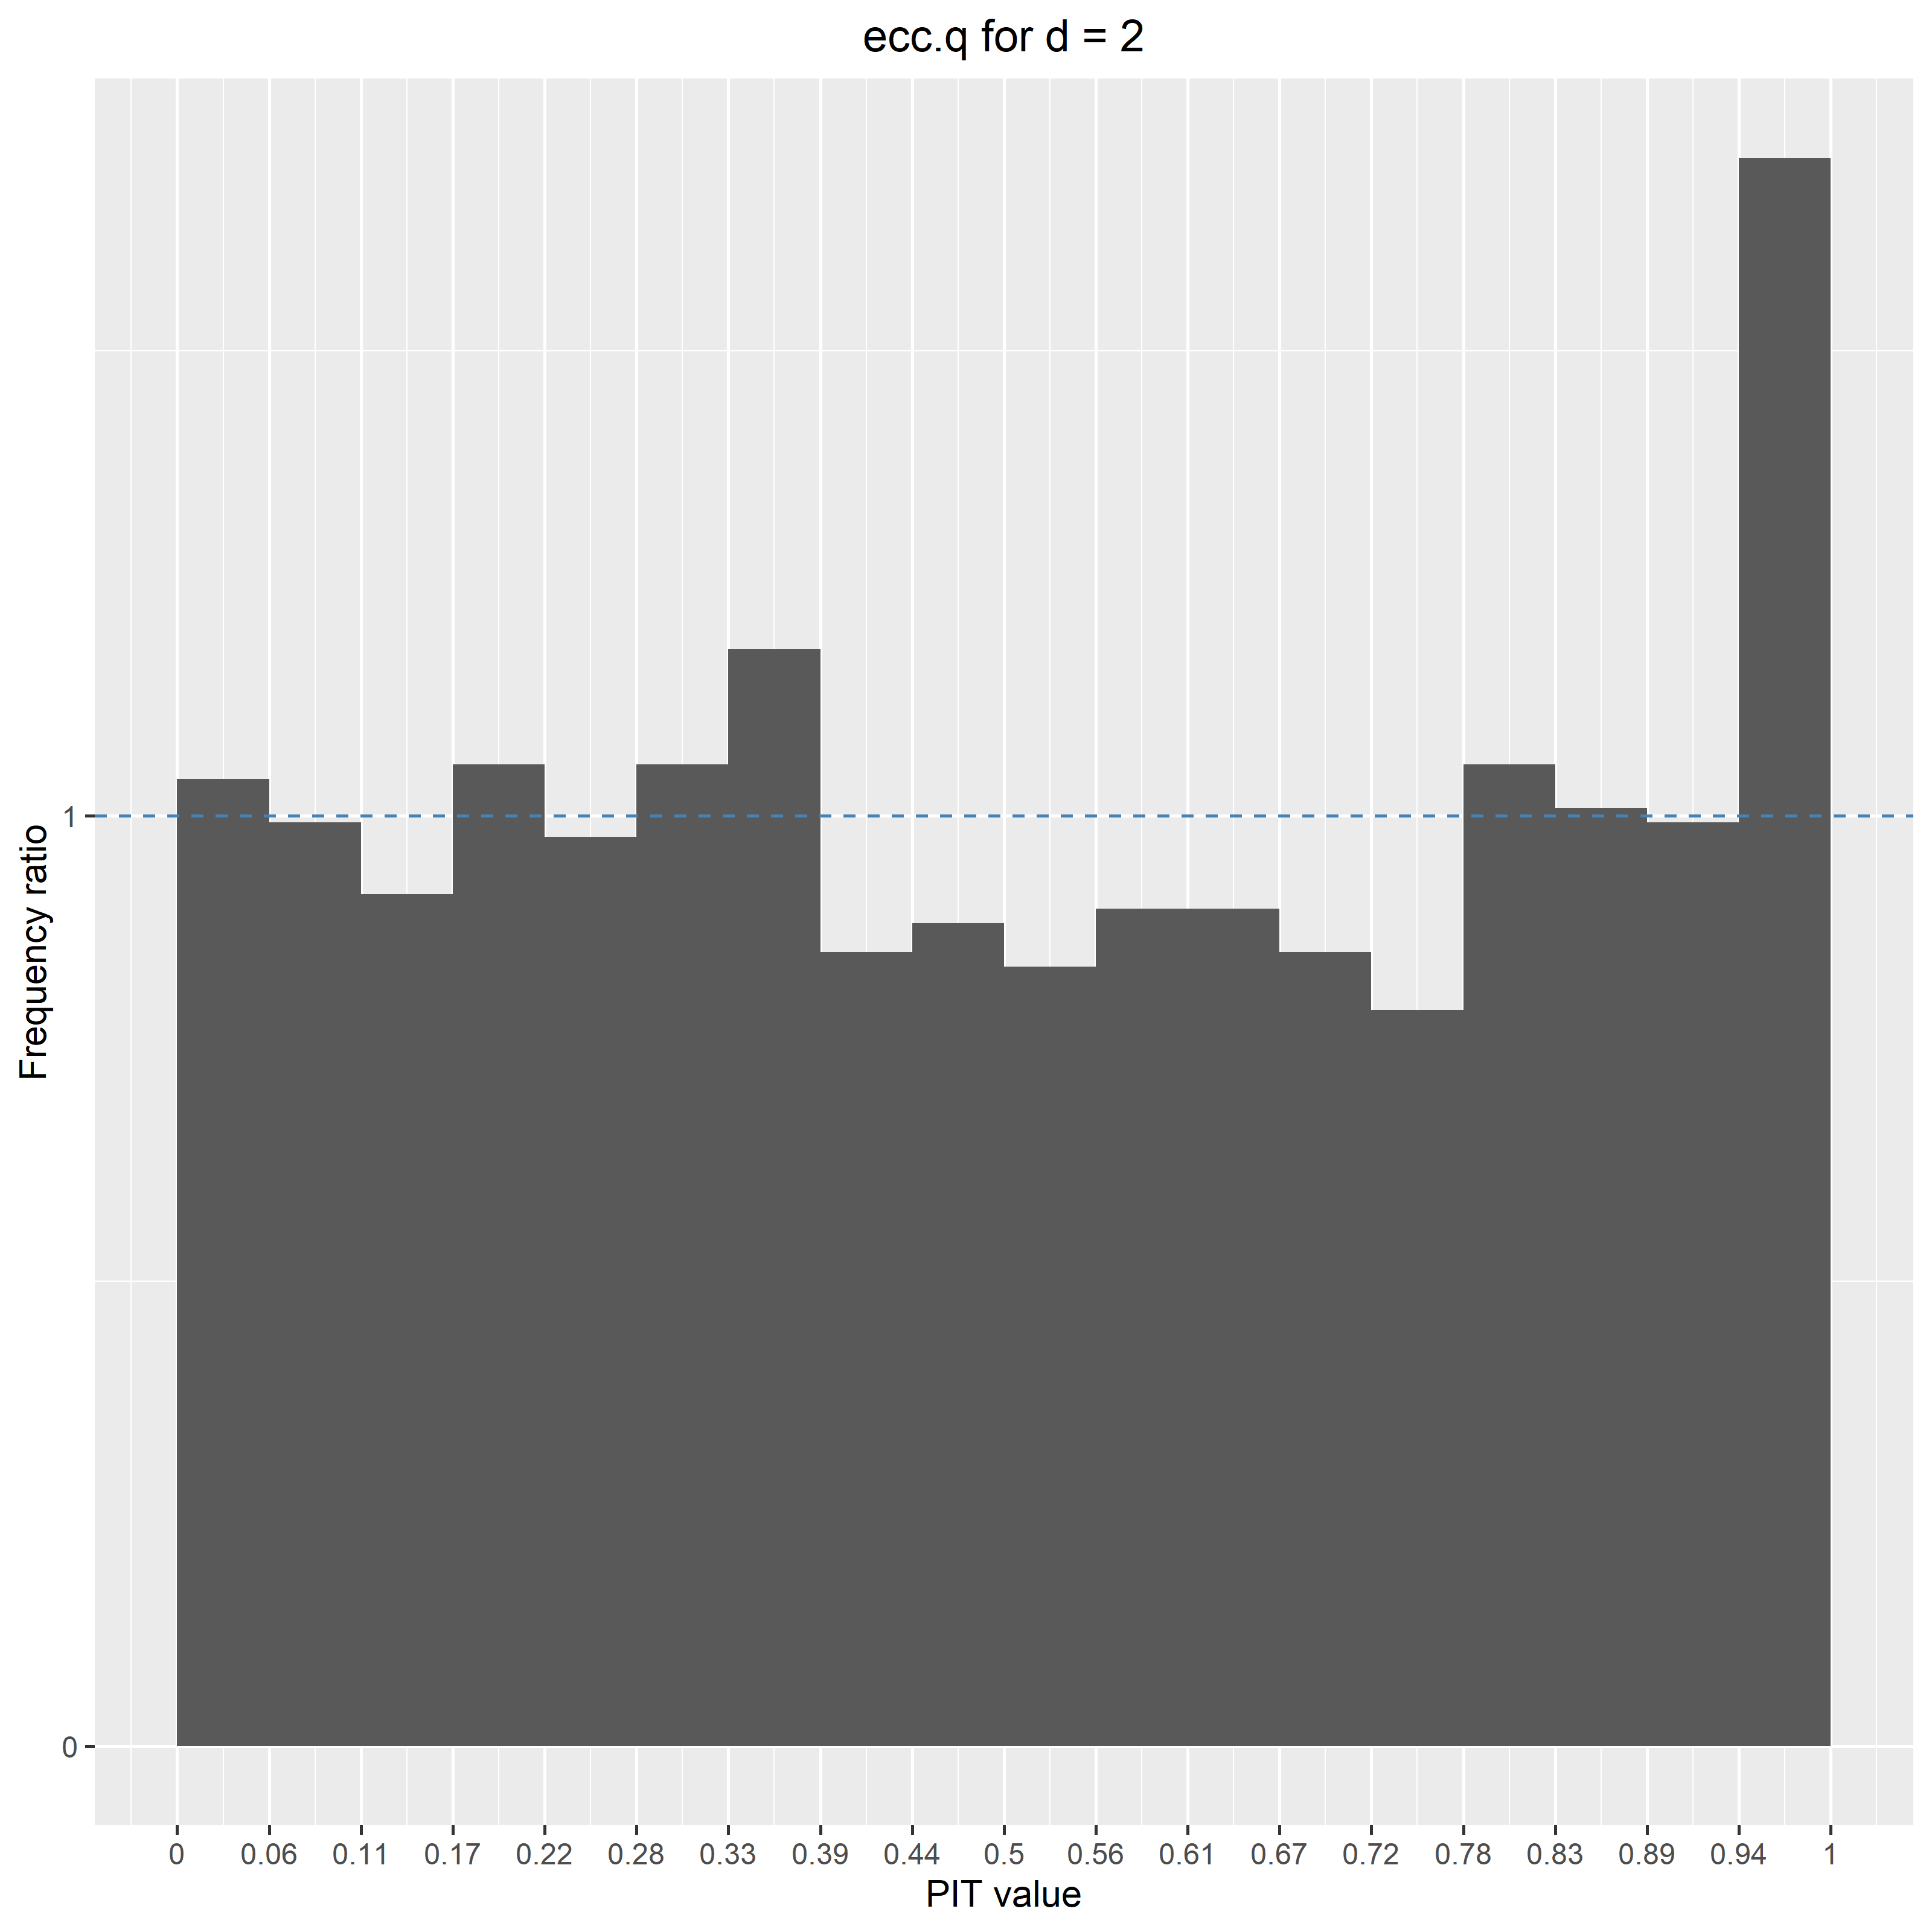 ecc.q for d = 2
Frequency ratio
1
0
0 0.06 0.11 0.17 0.22 0.28 0.33 0.39 0.44 0.5 0.56 0.61 0.67 0.72 0.78 0.83 0.89 0.94 1
PIT value